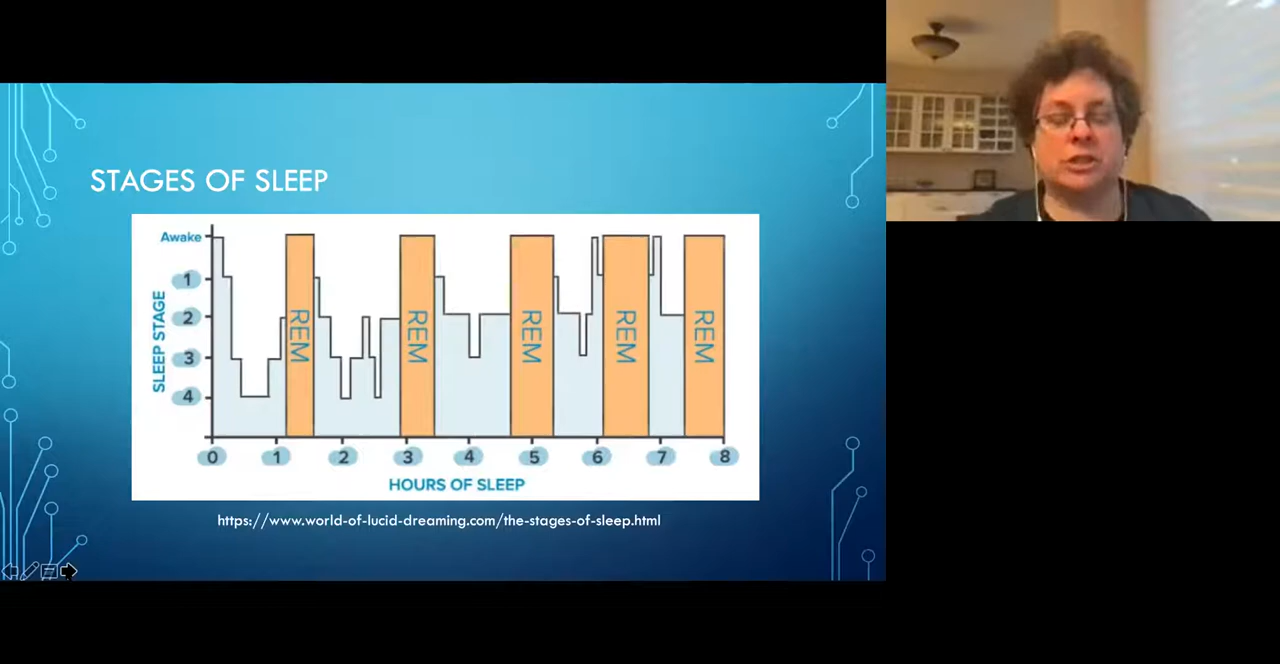 STAGES OF SLEEP
Awake
1
2
3
4
SLEEP STAGE
REM
REM
REM
REM
REM
0 1 2 3 4 5 6 7 8
HOURS OF SLEEP
https://www.world-of-lucid-dreaming.com/the-stages-of-sleep.html